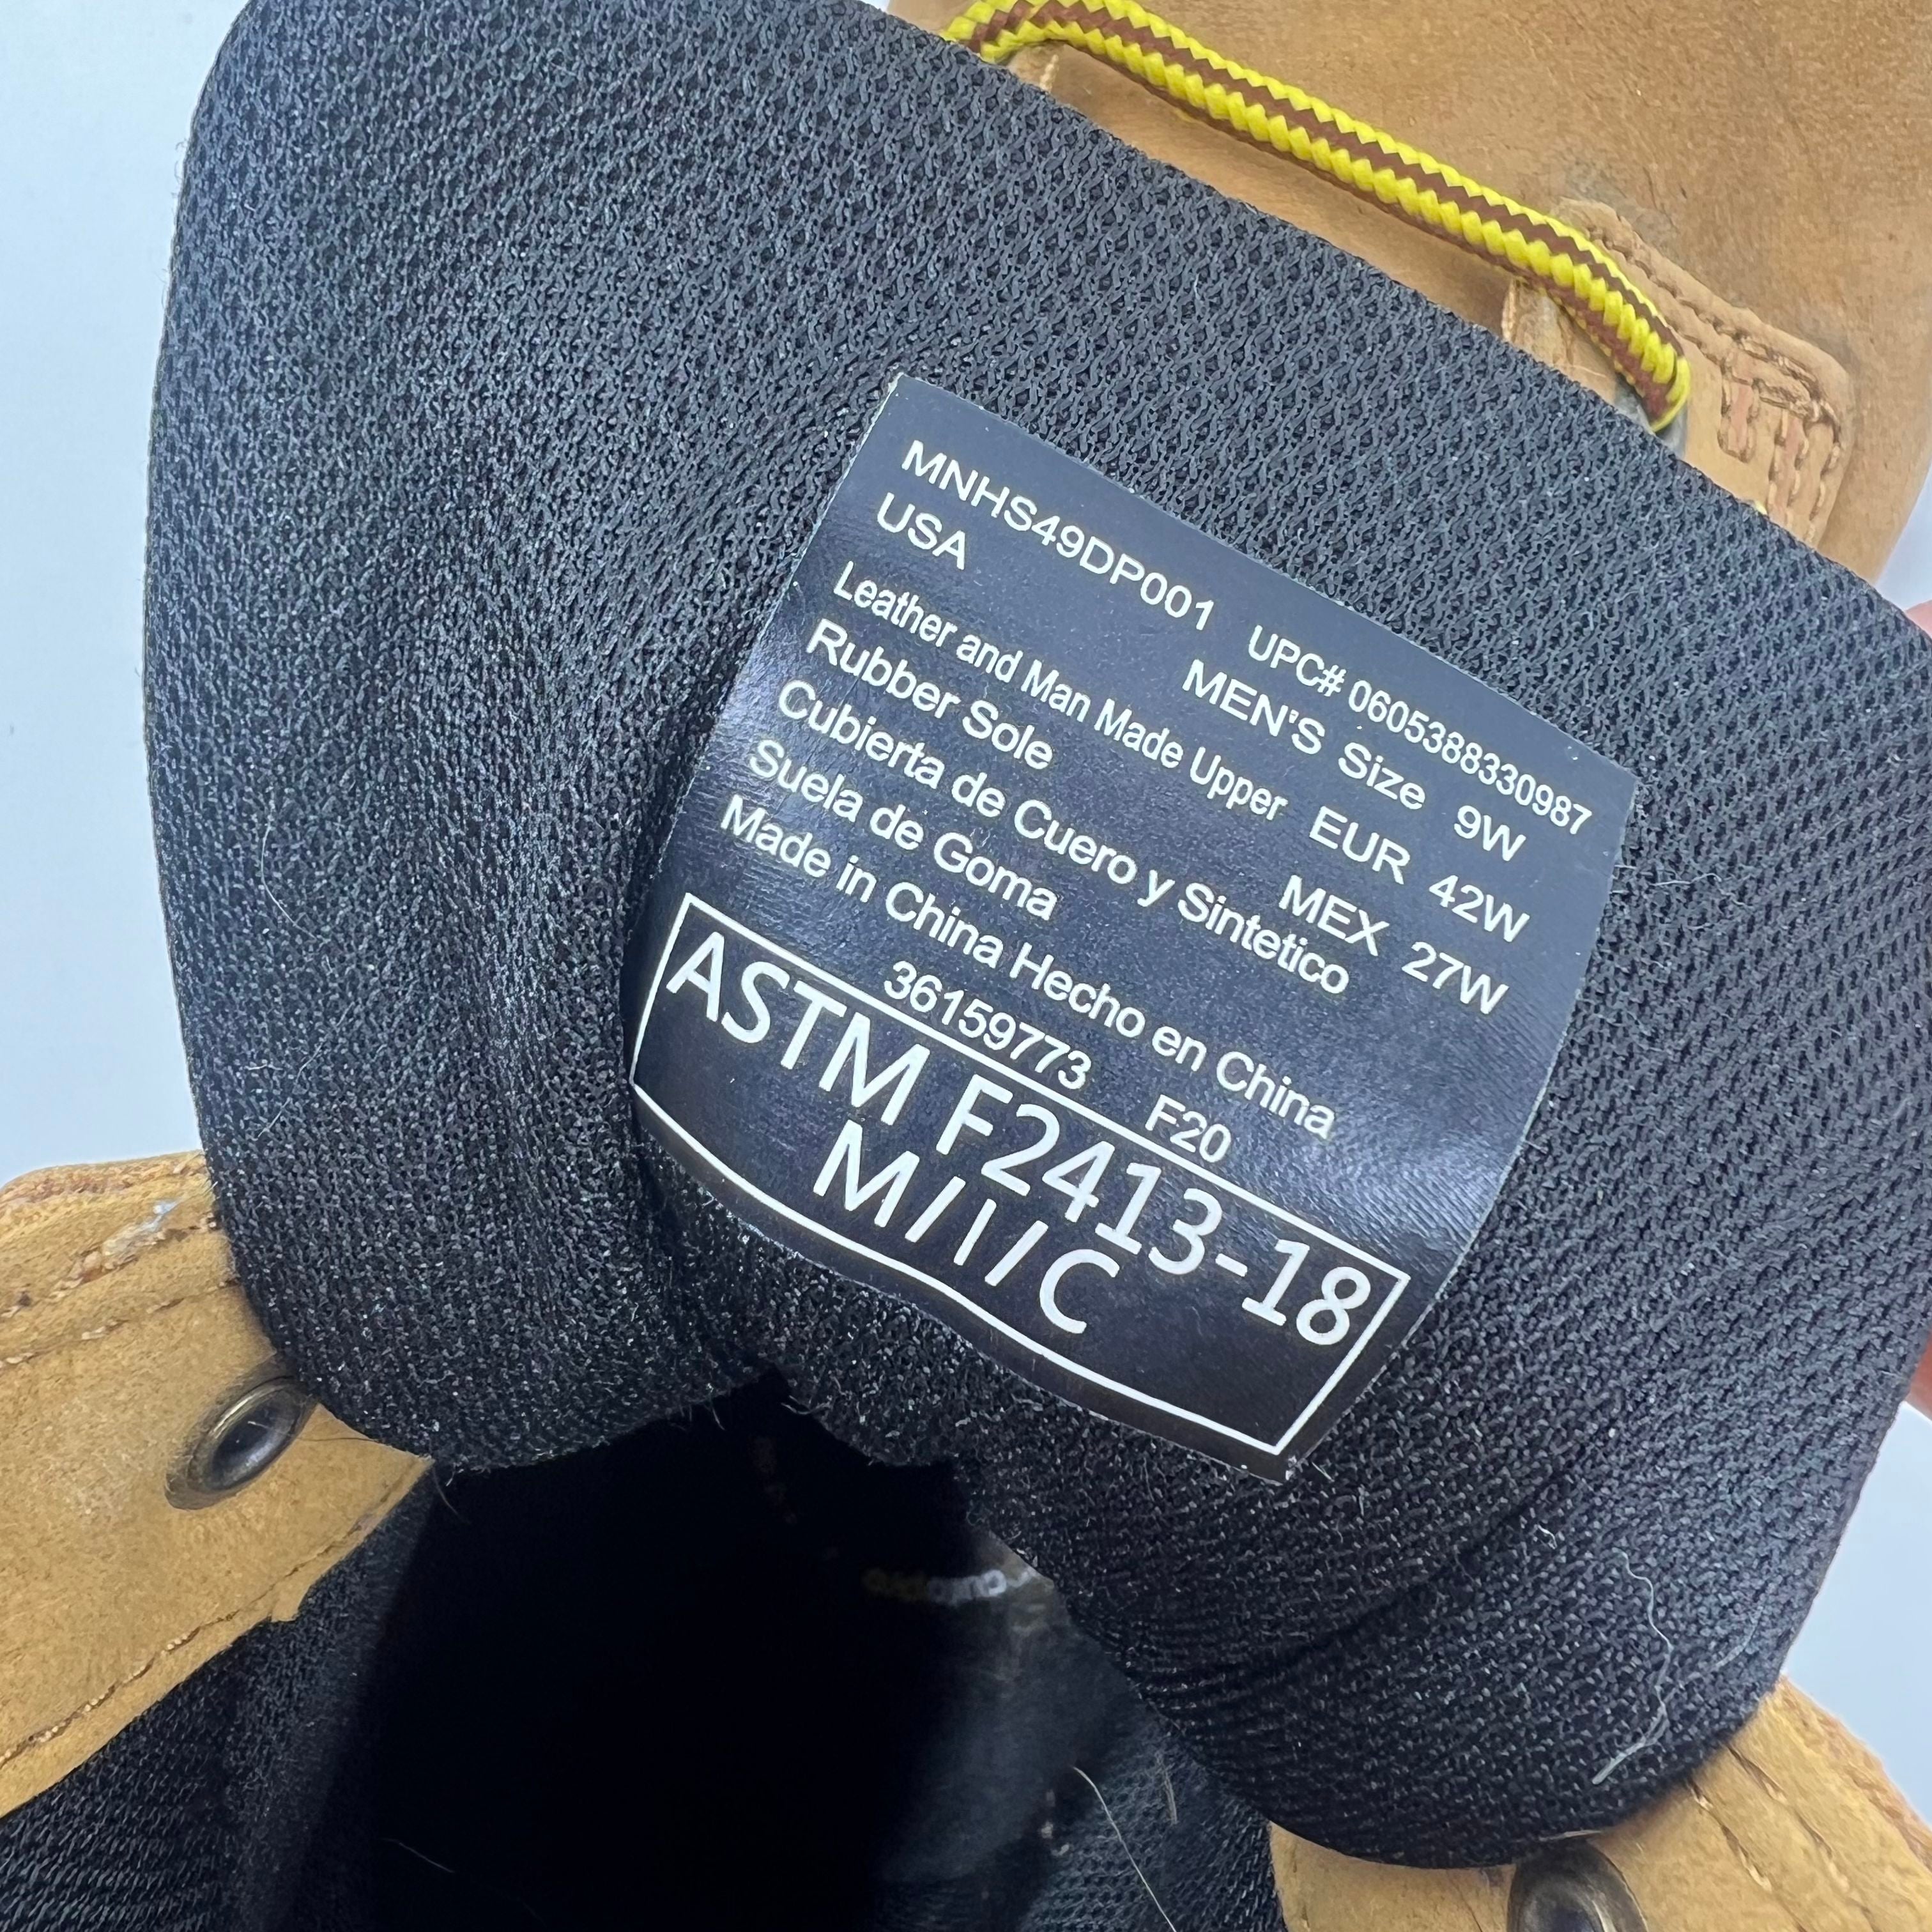 MNHS49DP001 UPC# 060538830987
USA MEN'S Size 9W
Leather and Man Made Upper EUR 42W
Rubber Sole MEX 27W
Cubierta de Cuero y Sintetico
Suela de Goma
Made in China Hecho en China
36159773 F20
ASTM F2413-18
M/I/C